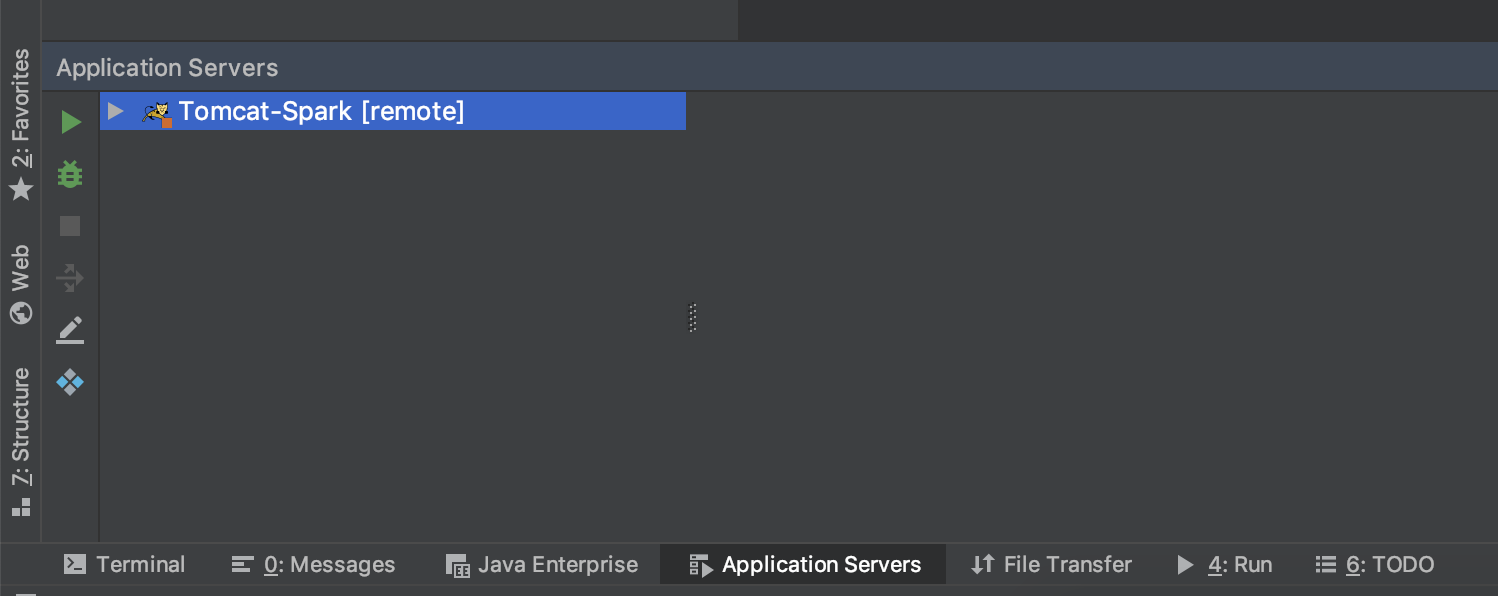 Application Servers
Tomcat-Spark [remote]
2: Favorites
Web
7: Structure
Terminal
0: Messages
Java Enterprise
Application Servers
File Transfer
4: Run
6: TODO